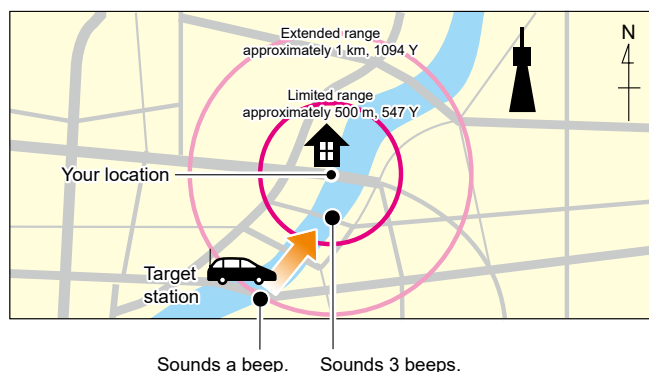 Extended range
approximately 1 km, 1094 Y
N
Limited range
approximately 500 m, 547 Y
Your location
Target
station
Sounds a beep.
Sounds 3 beeps.